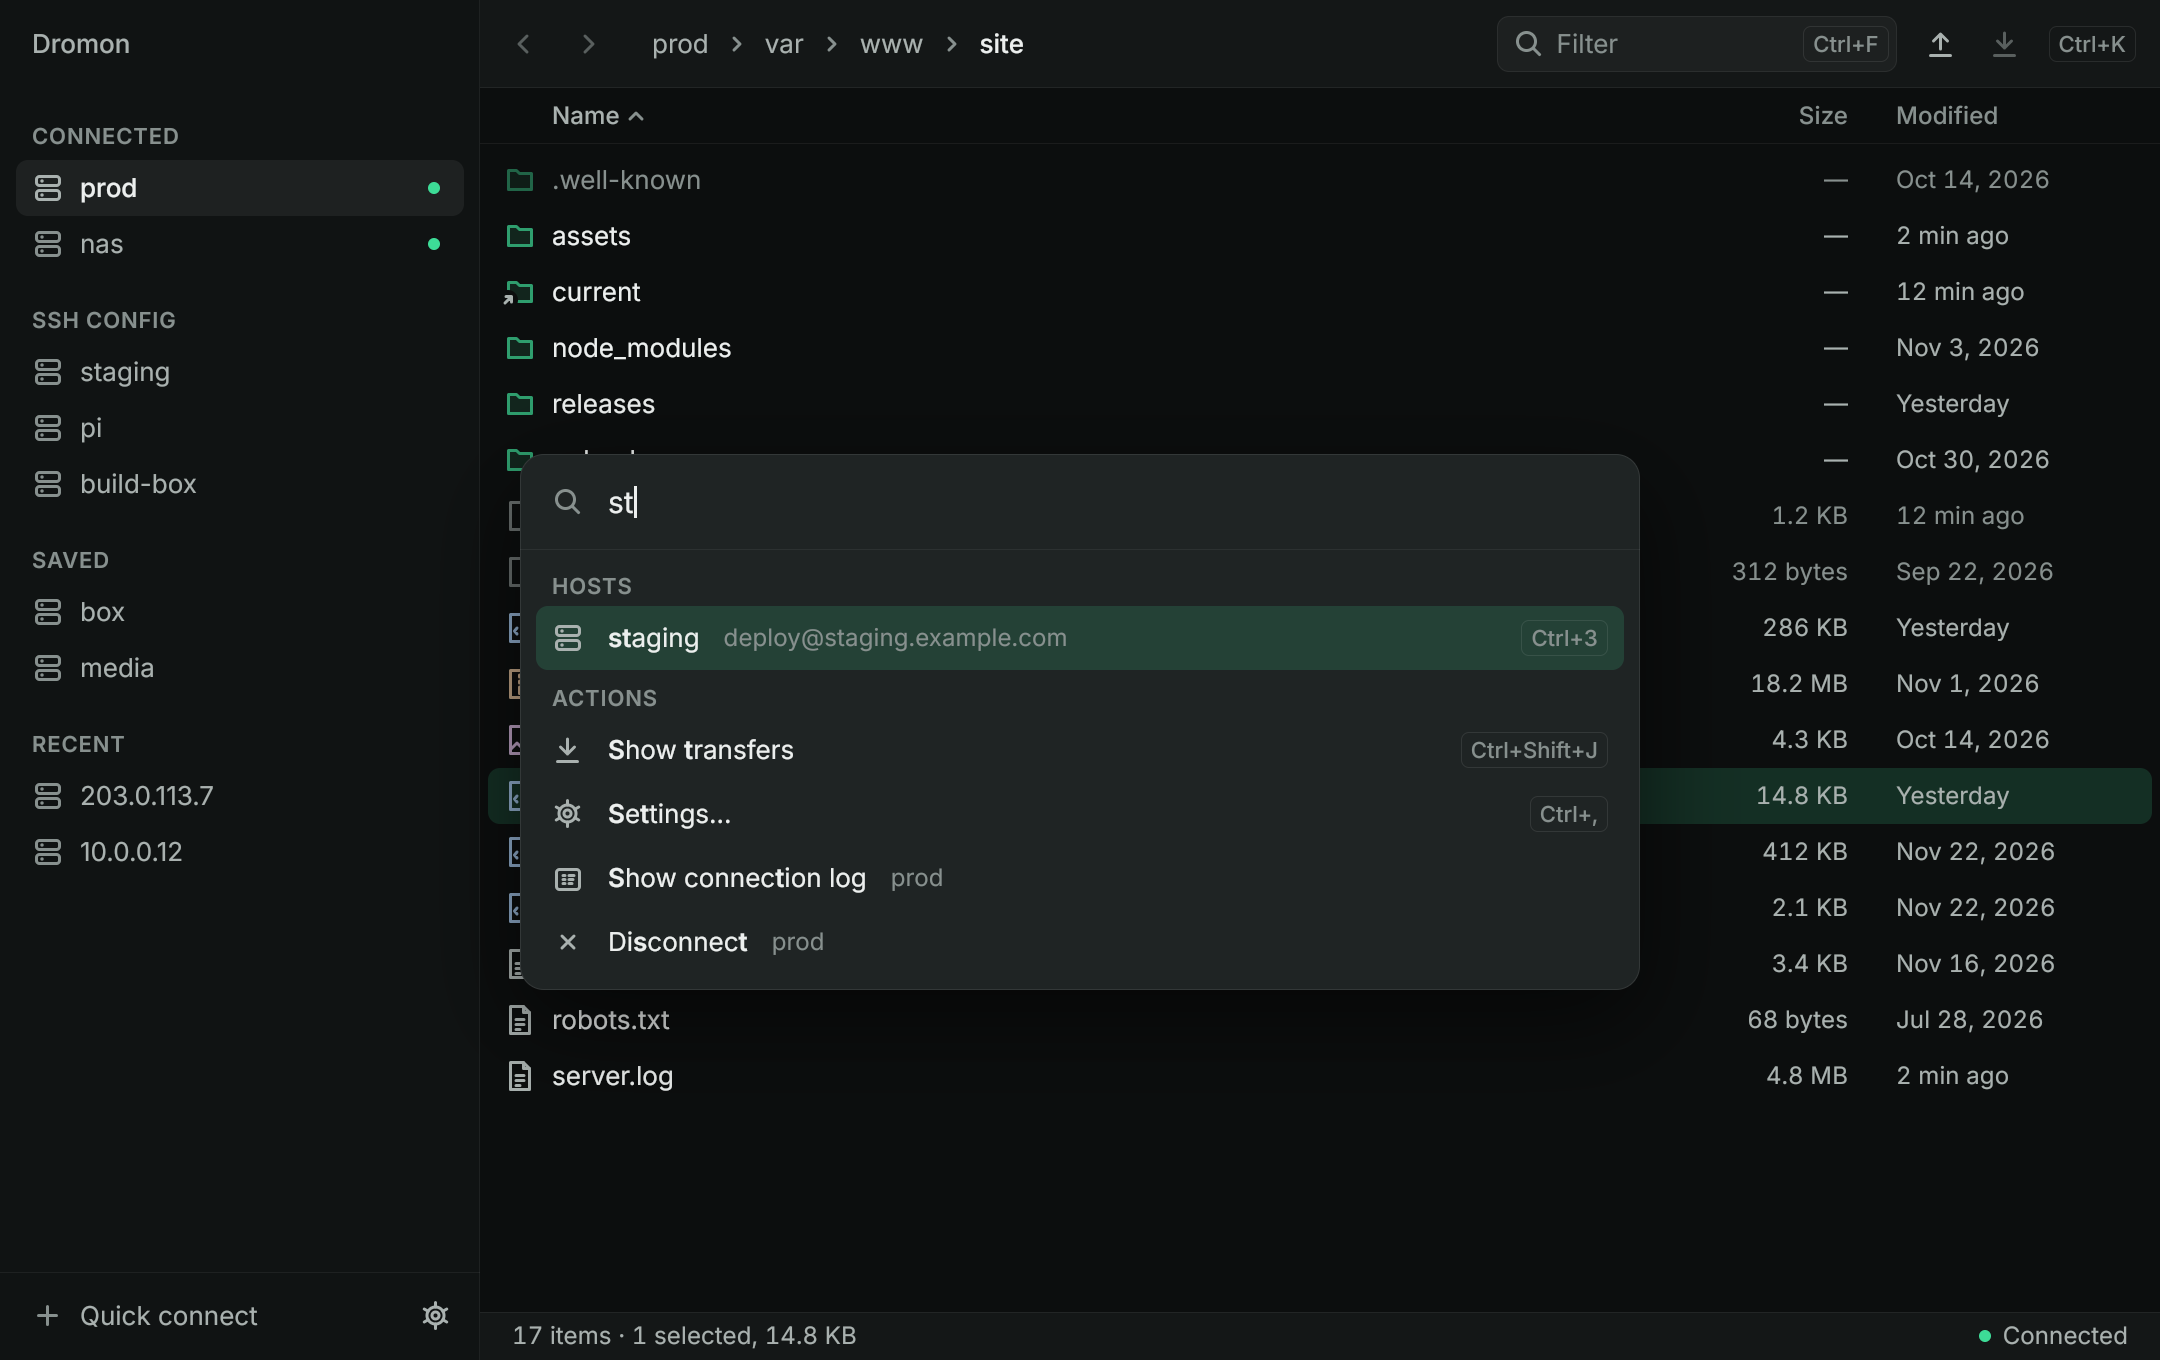 Dromon
CONNECTED
prod
nas
SSH CONFIG
staging
pi
build-box
SAVED
box
media
RECENT
203.0.113.7
10.0.0.12
Quick connect
prod var www site
Filter Ctrl+F Ctrl+K
Name Size Modified
.well-known — Oct 14, 2026
assets — 2 min ago
current — 12 min ago
node_modules — Nov 3, 2026
releases — Yesterday
— Oct 30, 2026
1.2 KB 12 min ago
312 bytes Sep 22, 2026
286 KB Yesterday
18.2 MB Nov 1, 2026
4.3 KB Oct 14, 2026
14.8 KB Yesterday
412 KB Nov 22, 2026
2.1 KB Nov 22, 2026
3.4 KB Nov 16, 2026
robots.txt 68 bytes Jul 28, 2026
server.log 4.8 MB 2 min ago
st
HOSTS
staging deploy@staging.example.com Ctrl+3
ACTIONS
Show transfers Ctrl+Shift+J
Settings... Ctrl+,
Show connection log prod
Disconnect prod
17 items · 1 selected, 14.8 KB
Connected